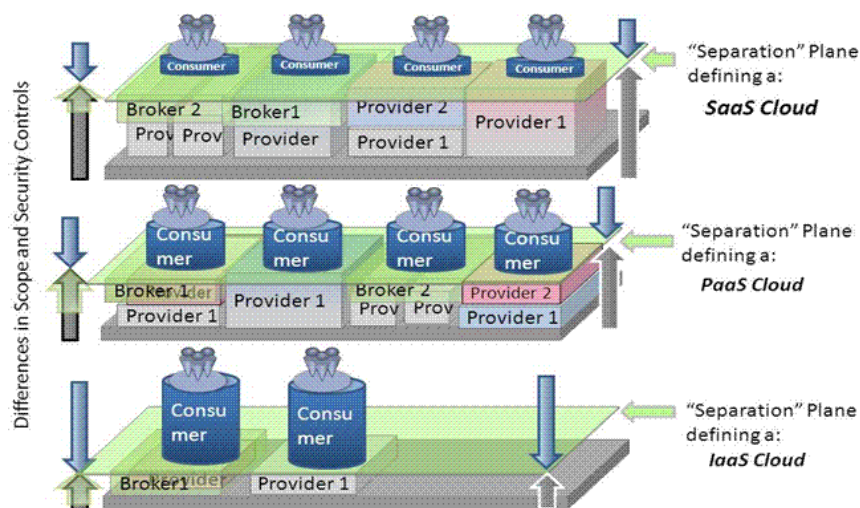 Differences in Scope and Security Controls
Consumer
Consumer
Consumer
Consumer
Broker 2
Broker1
Provider 2
Provider 1
Prov
Prov
Provider
Provider 1
"Separation" Plane
defining a:
SaaS Cloud
Consu
mer
Consu
mer
Consu
mer
Consu
mer
Broker 1
Provider
Provider 1
Provider 1
Broker 2
Prov
Prov
Provider 2
Provider 1
"Separation" Plane
defining a:
PaaS Cloud
Consu
mer
Consu
mer
Provider
Broker1
Provider 1
"Separation" Plane
defining a:
IaaS Cloud